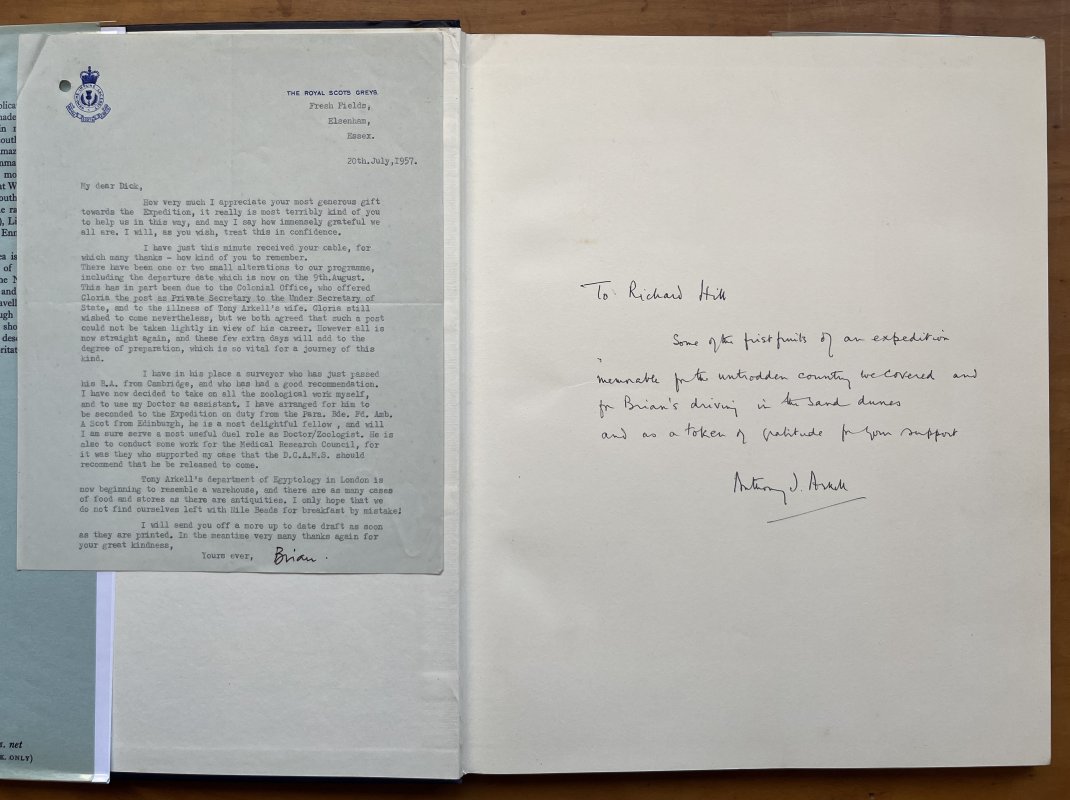 THE ROYAL SCOTS GREYS.
Fresh Fields,
Elsenham,
Essex.
20th.July,1957.
My dear Dick,
How very much I appreciate your most generous gift
towards the Expedition, it really is most terribly kind of you
to help us in this way, and may I say how immensely grateful we
all are. I will, as you wish, treat this in confidence.
I have just this minute received your cable, for
which many thanks - how kind of you to remember.
There have been one or two small alterations to our programme,
including the departure date which is now on the 9th.August.
This has in part been due to the Colonial Office, who offered
Gloria the post as Private Secretary to the Under Secretary of
State, and to the illness of Tony Arkell's wife. Gloria still
wished to come nevertheless, but we both agreed that such a post
could not be taken lightly in view of his career. However all is
now straight again, and these few extra days will add to the
degree of preparation, which is so vital for a journey of this
kind.
I have in his place a surveyor who has just passed
his B.A. from Cambridge, and who has had a good recommendation.
I have now decided to take on all the zoological work myself,
and to use my Doctor as assistant. I have arranged for him to
be seconded to the Expedition on duty from the Para. Bde. Fd. Amb.
A Scot from Edinburgh, he is a most delightful fellow, and will
I am sure serve a most useful duel role as Doctor/Zoologist. He is
also to conduct some work for the Medical Research Council, for
it was they who supported my case that the D.G.A.M.S. should
recommend that he be released to come.
Tony Arkell's department of Egyptology in London is
now beginning to resemble a warehouse, and there are as many cases
of food and stores as there are antiquities. I only hope that we
do not find ourselves left with Nile Beads for breakfast by mistake!
I will send you off a more up to date draft as soon
as they are printed. In the meantime very many thanks again for
your great kindness,
Yours ever, Brian.
s. net
K. ONLY)
To: Richard Hill
Some of the first fruits of an expedition
memorable for the untrodden country we covered and
for Brian's driving in the sand dunes
and as a token of gratitude for your support
Anthony J. Arkell